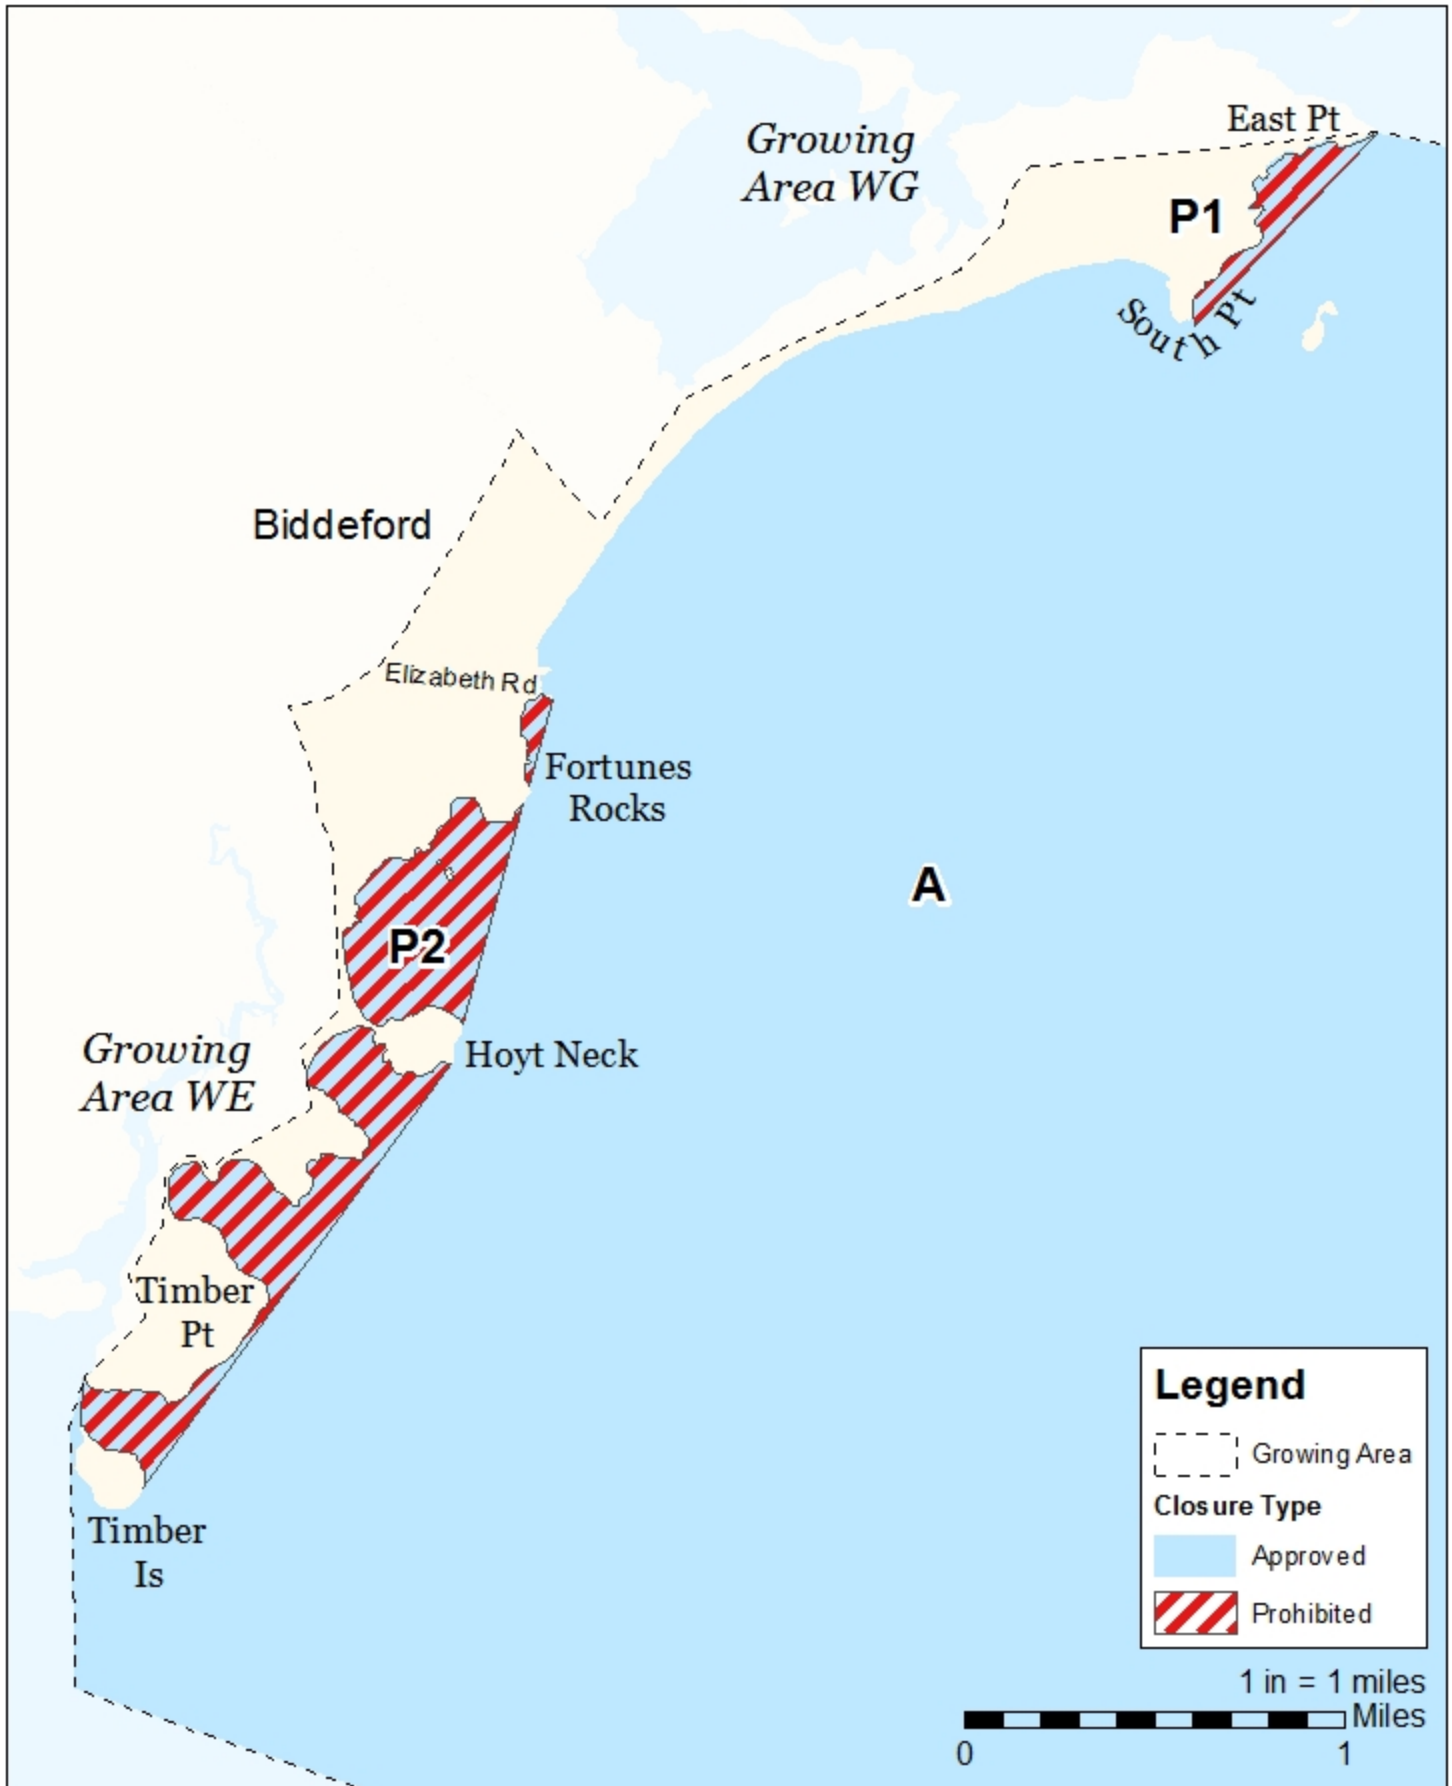 East Pt
Growing
Area WG
P1
South Pt
Biddeford
Elizabeth Rd
Fortunes
Rocks
A
P2
Growing
Area WE
Hoyt Neck
Timber
Pt
Timber
Is
Legend
Growing Area
Closure Type
Approved
Prohibited
1 in = 1 miles
Miles
0 1